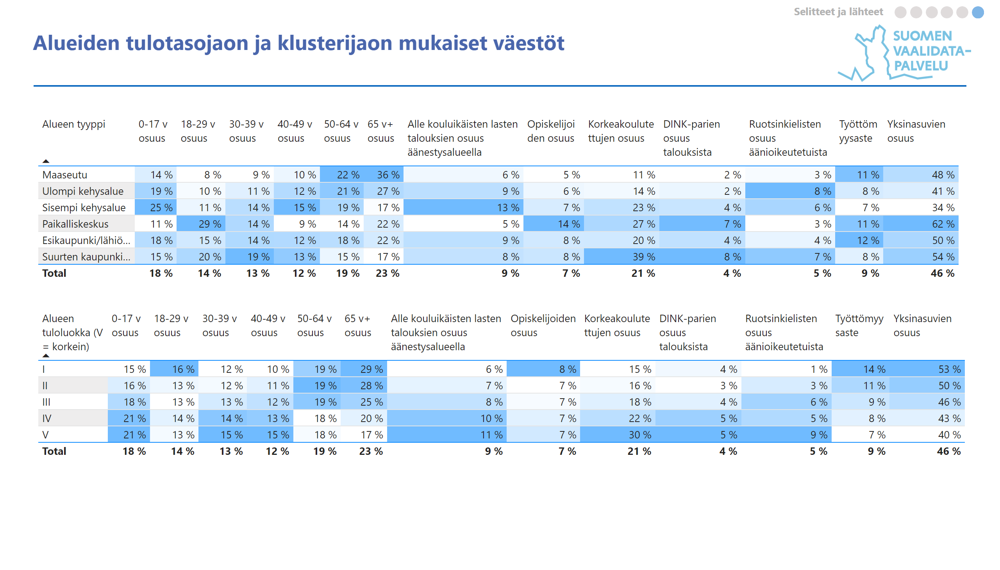 Selitteet ja lähteet
SUOMEN
VAALIDATA-
PALVELU
Alueiden tulotasojaon ja klusterijaon mukaiset väestöt
Alueen tyyppi 0-17 v 18-29 v 30-39 v 40-49 v 50-64 v 65 v+ Alle kouluikäisten lasten Opiskelijoi Korkeakoulute DINK-parien Ruotsinkielisten Työttöm Yksinasuvien
osuus osuus osuus osuus osuus osuus talouksien osuus den osuus ttujen osuus osuus osuus yysaste osuus
äänestysalueella talouksista äänioikeutetuista
Maaseutu 14 % 8 % 9 % 10 % 22 % 36 % 6 % 5 % 11 % 2 % 3 % 11 % 48 %
Ulompi kehysalue 19 % 10 % 11 % 12 % 21 % 27 % 9 % 6 % 14 % 2 % 8 % 8 % 41 %
Sisempi kehysalue 25 % 11 % 14 % 15 % 19 % 17 % 13 % 7 % 23 % 4 % 6 % 7 % 34 %
Paikalliskeskus 11 % 29 % 14 % 9 % 14 % 22 % 5 % 14 % 27 % 7 % 3 % 11 % 62 %
Esikaupunki/lähiö... 18 % 15 % 14 % 12 % 18 % 22 % 9 % 8 % 20 % 4 % 4 % 12 % 50 %
Suurten kaupunki... 15 % 20 % 19 % 13 % 15 % 17 % 8 % 8 % 39 % 8 % 7 % 8 % 54 %
Total 18 % 14 % 13 % 12 % 19 % 23 % 9 % 7 % 21 % 4 % 5 % 9 % 46 %
Alueen 0-17 v 18-29 v 30-39 v 40-49 v 50-64 v 65 v+ Alle kouluikäisten lasten Opiskelijoiden Korkeakoulute DINK-parien Ruotsinkielisten Työttömyy Yksinasuvien
tuloluokka (V osuus osuus osuus osuus osuus osuus talouksien osuus osuus ttujen osuus osuus osuus saste osuus
= korkein) äänestysalueella talouksista äänioikeutetuista
I 15 % 16 % 12 % 10 % 19 % 29 % 6 % 8 % 15 % 4 % 1 % 14 % 53 %
II 16 % 13 % 12 % 11 % 19 % 28 % 7 % 7 % 16 % 3 % 3 % 11 % 50 %
III 18 % 13 % 13 % 12 % 19 % 25 % 8 % 7 % 18 % 4 % 6 % 9 % 46 %
IV 21 % 14 % 14 % 13 % 18 % 20 % 10 % 7 % 22 % 5 % 5 % 8 % 43 %
V 21 % 13 % 15 % 15 % 18 % 17 % 11 % 7 % 30 % 5 % 9 % 7 % 40 %
Total 18 % 14 % 13 % 12 % 19 % 23 % 9 % 7 % 21 % 4 % 5 % 9 % 46 %